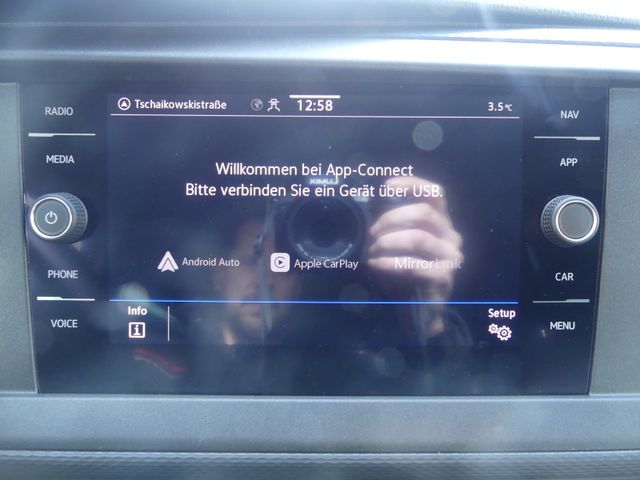 RADIO
MEDIA
PHONE
VOICE
Tschaikowskistraße 12:58 3.5°C
Willkommen bei App-Connect
Bitte verbinden Sie ein Gerät über USB.
Android Auto Apple CarPlay MirrorLink
Info Setup
NAV
APP
CAR
MENU
LUMIX